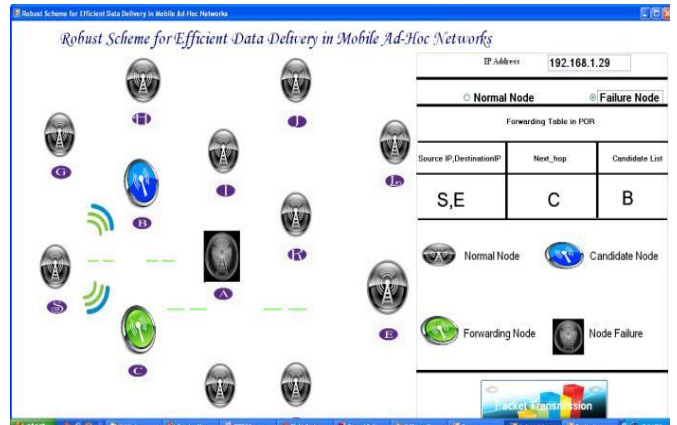 Robust Scheme for Efficient Data Delivery in Mobile Ad-Hoc Networks
Robust Scheme for Efficient Data Delivery in Mobile Ad-Hoc Networks
IP Address 192.168.1.29
Normal Node Failure Node
Forwarding Table in POR
Source IP,DestinationIP Next_hop Candidate List
S,E C B
H
J
G
I
L
B
R
S
A
E
C
Normal Node Candidate Node
Forwarding Node Node Failure
Packet Transmission